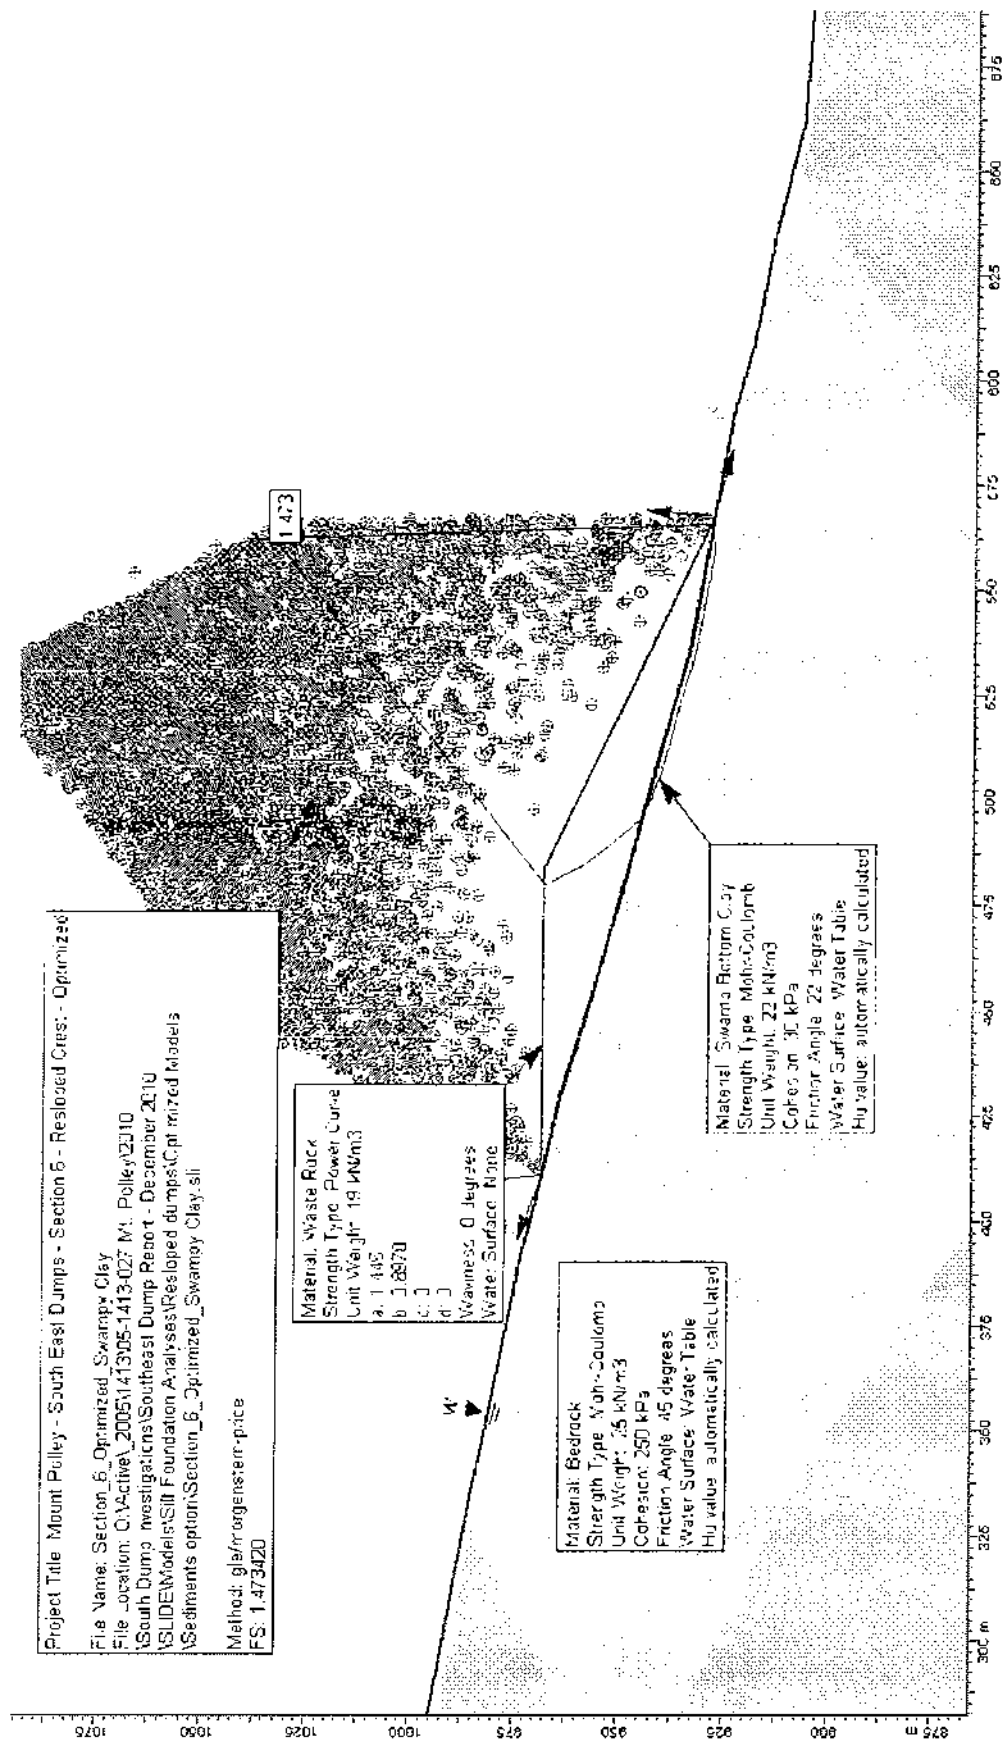 Project Title: Mount Polley - South East Dumps - Section 6 - Resloped Crest - Optimized
File Name: Section_6_Optimized_Swampy Clay
File Location: O:\Active\_2005\1413\05-1413-027 Mt. Polley\2010
\South Dump Investigations\Southeast Dump Report - December 2010
\SLIDE\Models\Silt Foundation Analyses\Resloped dumps\Optimized Models
\Sediments option\Section_6_Optimized_Swampy Clay.sli
Method: gle/morgenstern-price
FS: 1.473420
1.473
Material: Waste Rock
Strength Type: Power Curve
Unit Weight: 19 kN/m3
a:
b:
c:
d:
Waviness: 0 degrees
Water Surface: None
Material: Swamp Bottom Clay
Strength Type: Mohr-Coulomb
Unit Weight: 22 kN/m3
Cohesion: kPa
Friction Angle: 22 degrees
Water Surface: Water Table
Hu value: automatically calculated
Material: Bedrock
Strength Type: Mohr-Coulomb
Unit Weight: 25 kN/m3
Cohesion: 250 kPa
Friction Angle: 45 degrees
Water Surface: Water Table
Hu value: automatically calculated
W
1075
1050
1025
1000
975
950
925
900
875 m
300 m
325
350
375
400
425
450
475
500
525
550
575
600
625
650
675